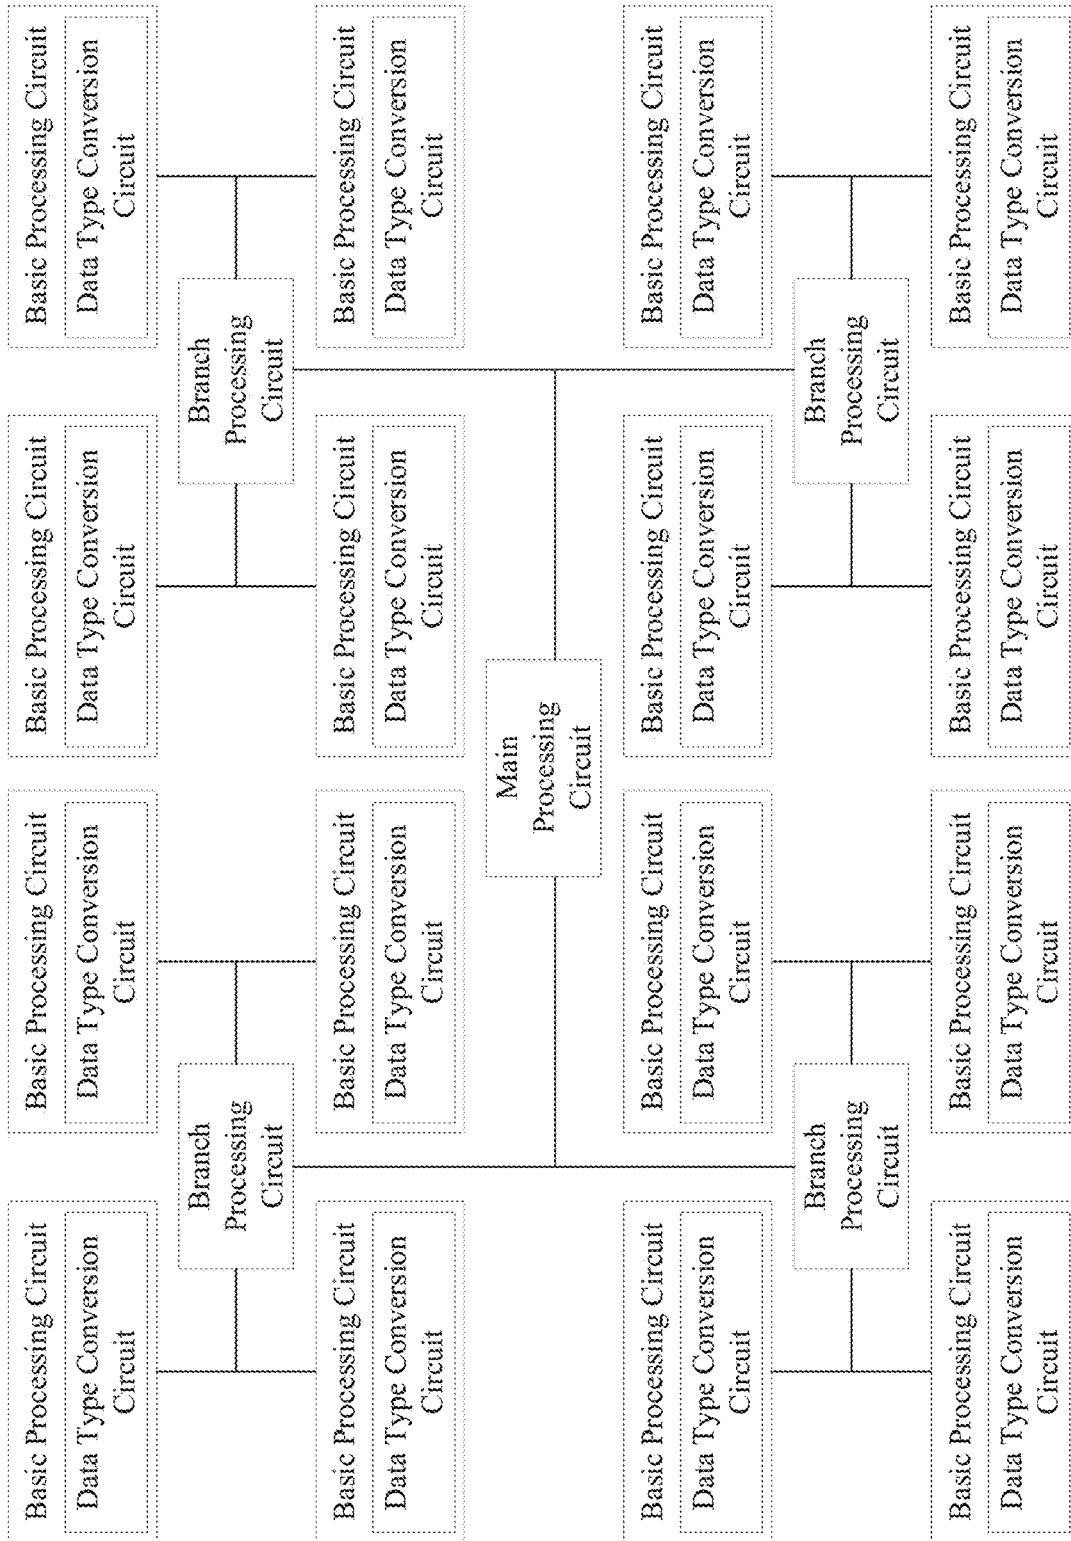 Basic Processing Circuit
Data Type Conversion
Circuit
Basic Processing Circuit
Data Type Conversion
Circuit
Basic Processing Circuit
Data Type Conversion
Circuit
Basic Processing Circuit
Data Type Conversion
Circuit
Branch
Processing
Circuit
Branch
Processing
Circuit
Basic Processing Circuit
Data Type Conversion
Circuit
Basic Processing Circuit
Data Type Conversion
Circuit
Basic Processing Circuit
Data Type Conversion
Circuit
Basic Processing Circuit
Data Type Conversion
Circuit
Main
Processing
Circuit
Basic Processing Circuit
Data Type Conversion
Circuit
Basic Processing Circuit
Data Type Conversion
Circuit
Basic Processing Circuit
Data Type Conversion
Circuit
Basic Processing Circuit
Data Type Conversion
Circuit
Branch
Processing
Circuit
Branch
Processing
Circuit
Basic Processing Circuit
Data Type Conversion
Circuit
Basic Processing Circuit
Data Type Conversion
Circuit
Basic Processing Circuit
Data Type Conversion
Circuit
Basic Processing Circuit
Data Type Conversion
Circuit